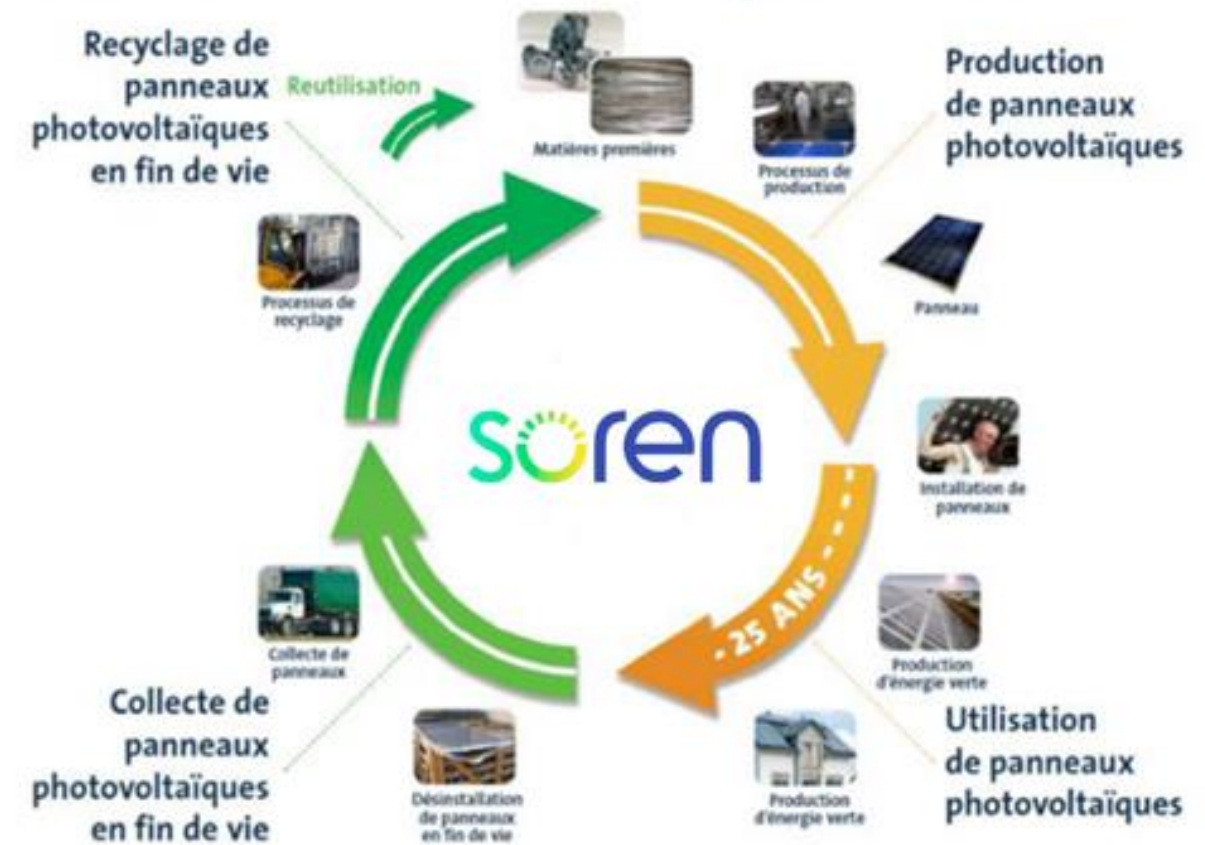 Recyclage de
panneaux
photovoltaïques
en fin de vie
Reutilisation
Matières premières
Processus de
production
Production
de panneaux
photovoltaïques
Panneau
Processus de
recyclage
soren
Installation de
panneaux
- 25 ANS - - - -
Production
d'énergie verte
Collecte de
panneaux
Collecte de
panneaux
photovoltaïques
en fin de vie
Désinstallation
de panneaux
en fin de vie
Production
d'énergie verte
Utilisation
de panneaux
photovoltaïques